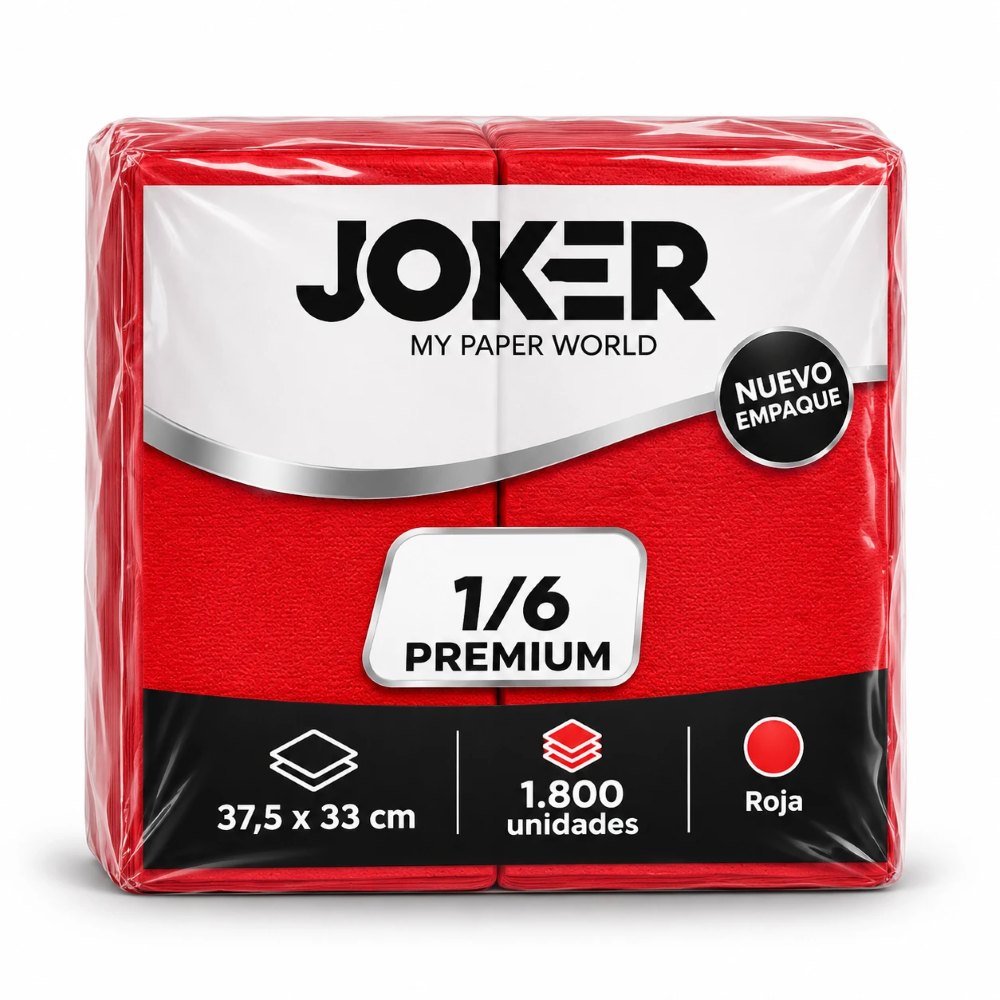 JOKER
MY PAPER WORLD
NUEVO
EMPAQUE
1/6
PREMIUM
37,5 x 33 cm
1.800
unidades
Roja